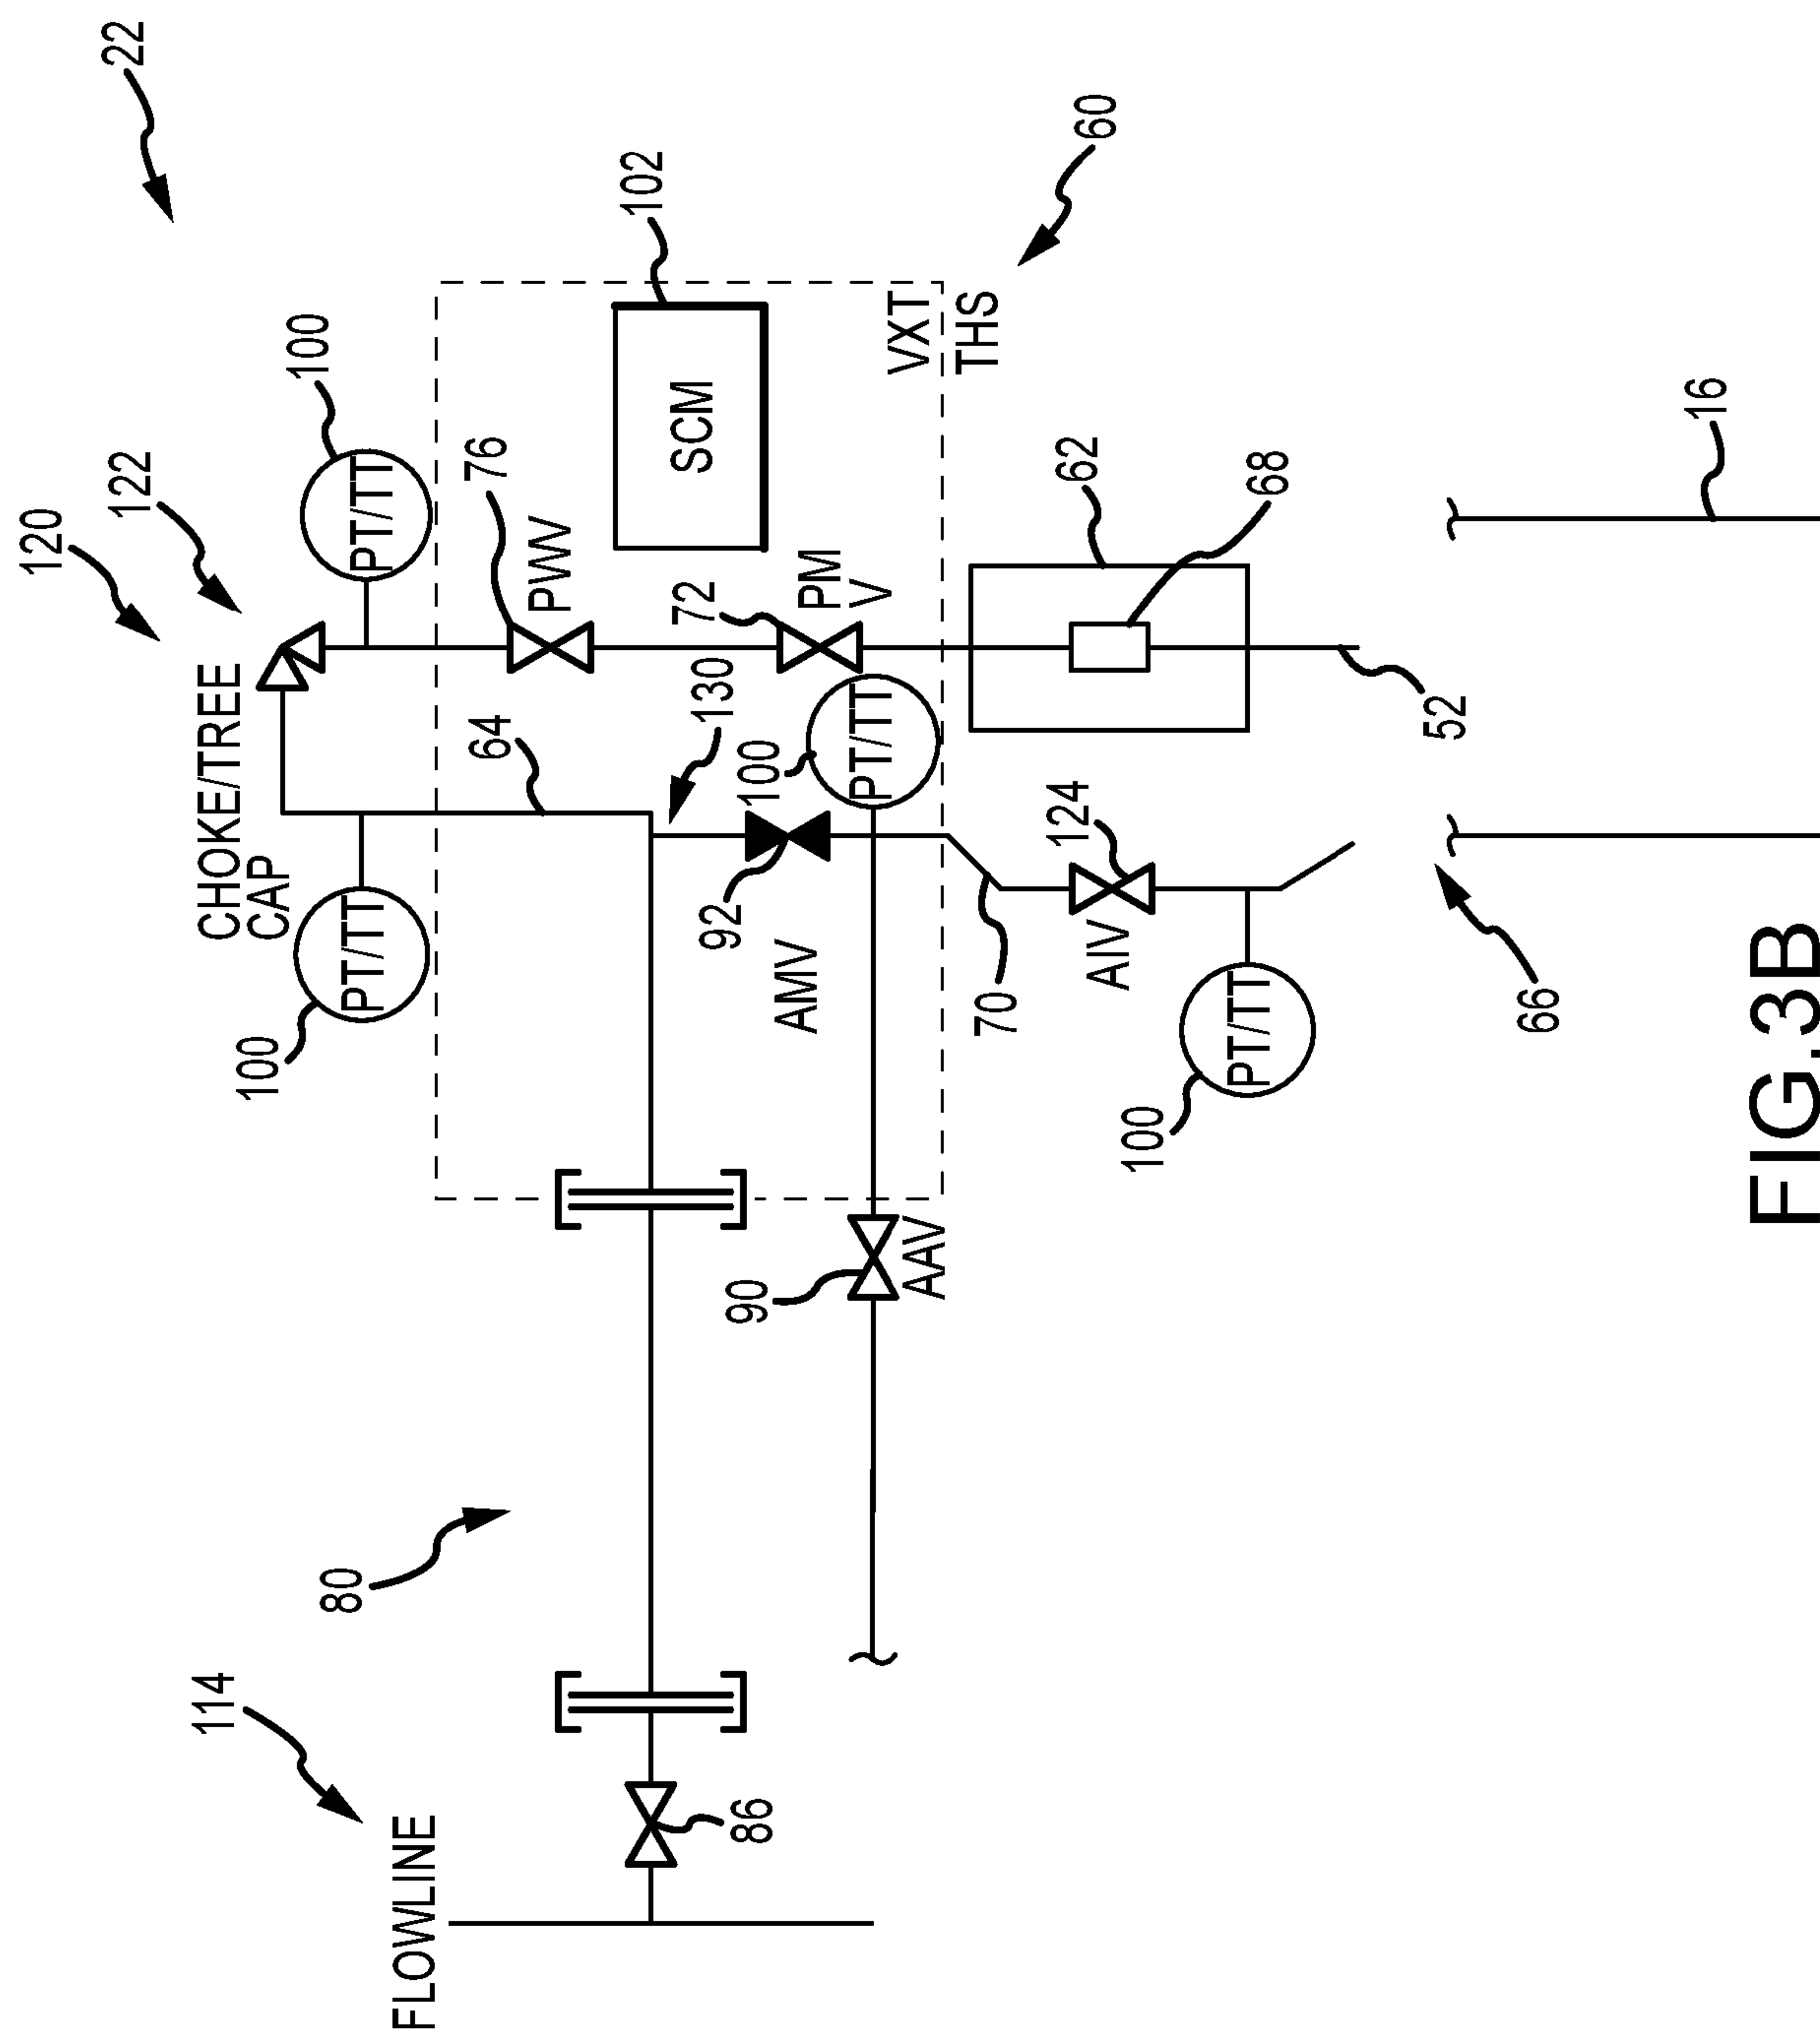 120
122
22
114
CHOKE/TREE
CAP
100
100
80
PT/TT
PT/TT
FLOWLINE
64
76
PWV
102
SCM
72
130
92
90
86
100
AMV
PM
V
PT/TT
VXT
AAV
THS
70
124
62
60
AIV
100
PT/TT
68
52
66
16
FIG.3B